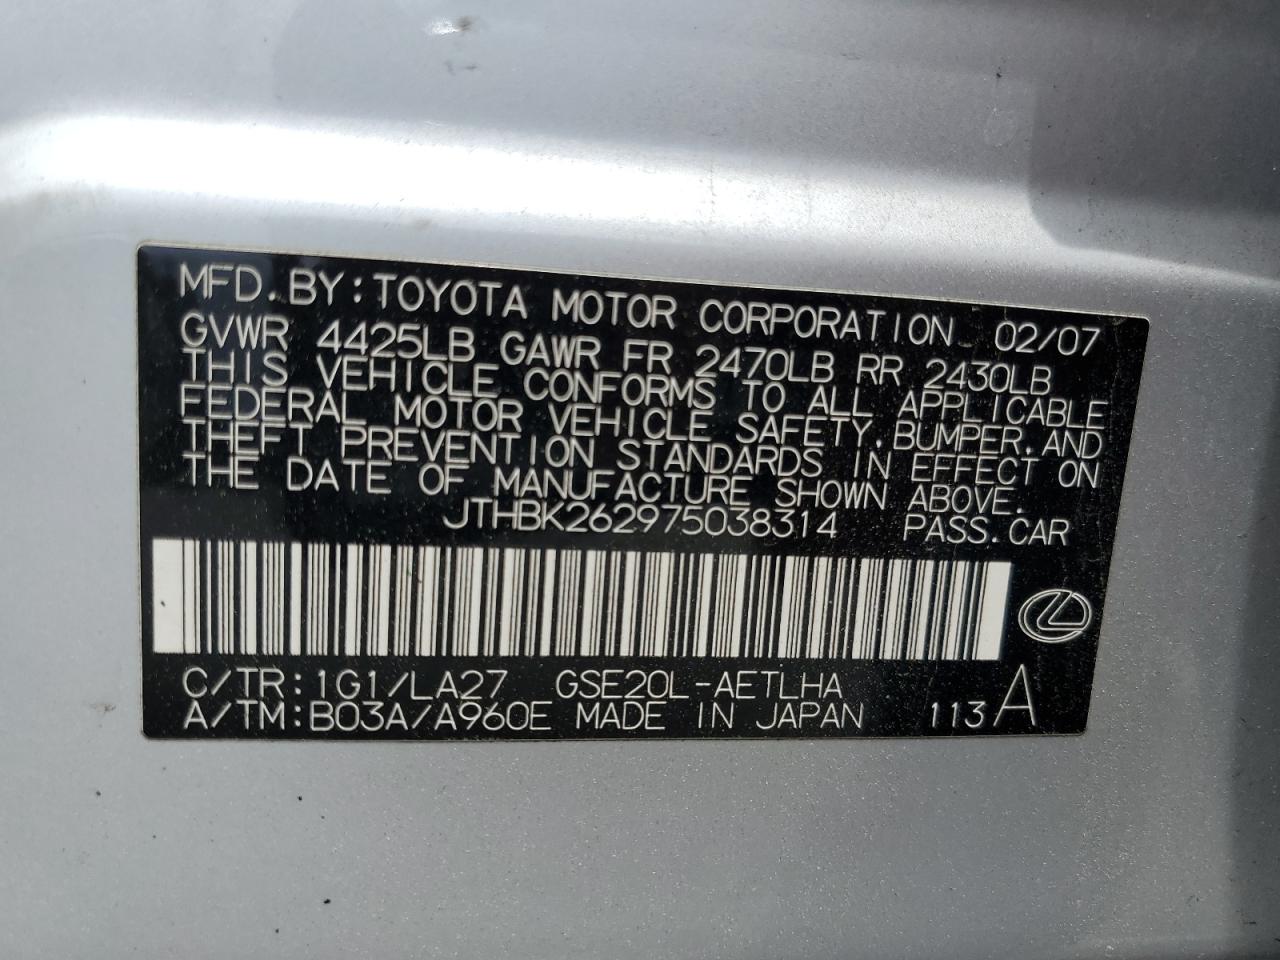 MFD.BY:TOYOTA MOTOR CORPORATION 02/07
GVWR 4425LB GAWR FR 2470LB RR 2430LB
THIS VEHICLE CONFORMS TO ALL APPLICABLE
FEDERAL MOTOR VEHICLE SAFETY.BUMPER.AND
THEFT PREVENTION STANDARDS IN EFFECT ON
THE DATE OF MANUFACTURE SHOWN ABOVE.
JTHBK262975038314 PASS.CAR
C/TR:1G1/LA27 GSE20L-AETLHA
A/TM:B03A/A960E MADE IN JAPAN 113 A